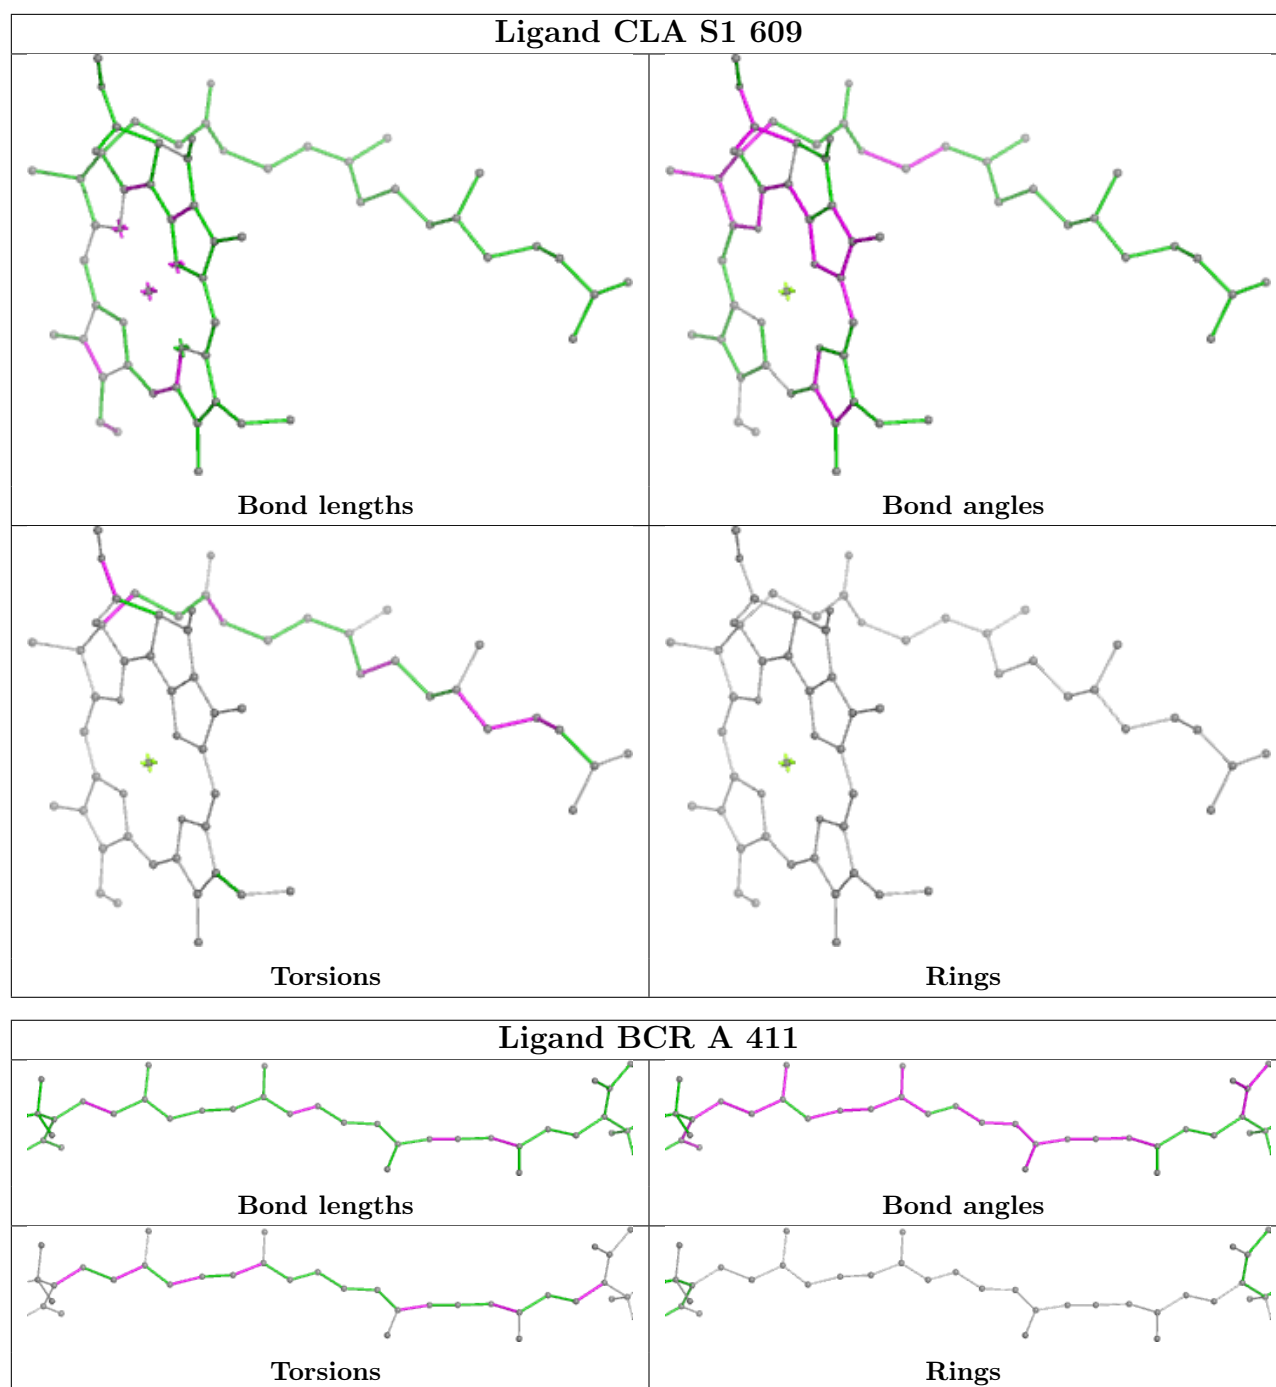 Ligand CLA S1 609
Bond lengths
Bond angles
Torsions
Rings
Ligand BCR A 411
Bond lengths
Bond angles
Torsions
Rings